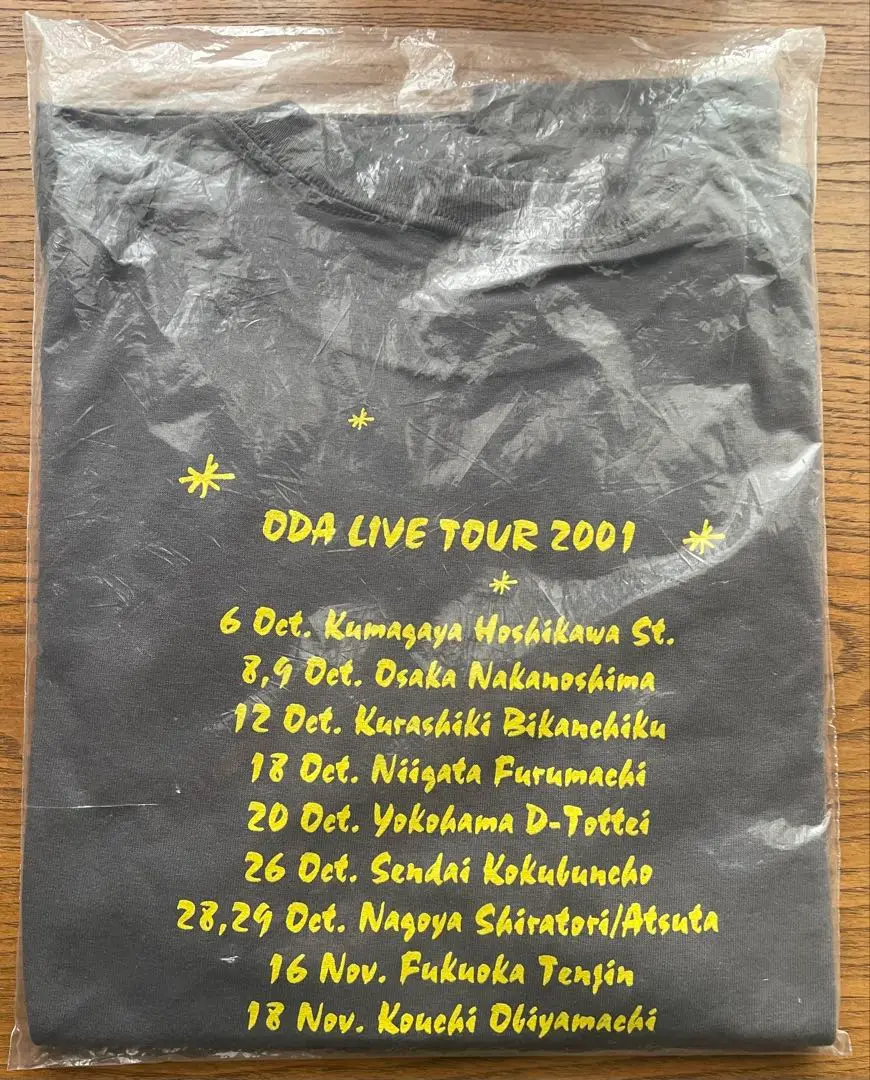 ODA LIVE TOUR 2001
6 Oct. Kumagaya Hoshikawa St.
8,9 Oct. Osaka Nakanoshima
12 Oct. Kurashiki Bikanchiku
18 Oct. Niigata Furumachi
20 Oct. Yokohama D-Tottei
26 Oct. Sendai Kokubuncho
28,29 Oct. Nagoya Shiratori/Atsuta
16 Nov. Fukuoka Tenjin
18 Nov. Kouchi Obiyamachi